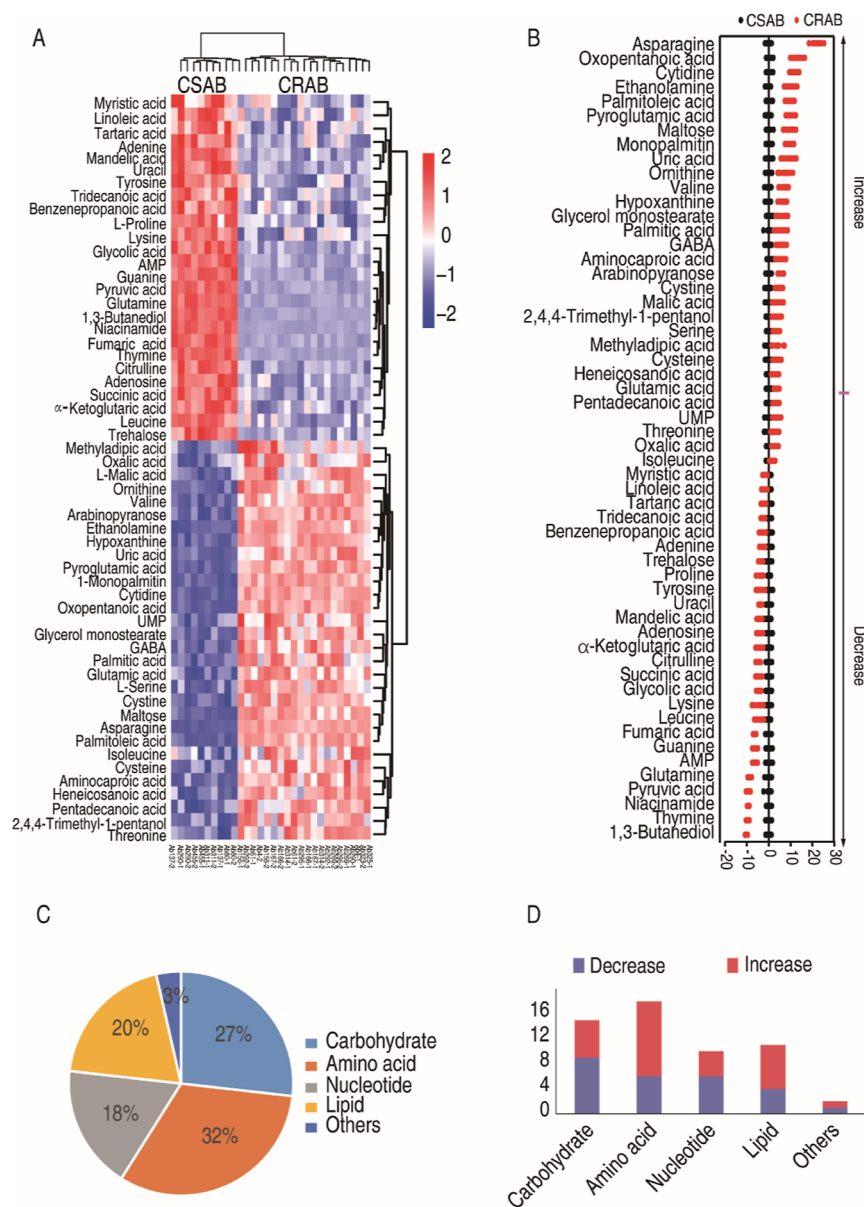 A
CSAB
CRAB
Myristic acid
Linoleic acid
Tartaric acid
Adenine
Mandelic acid
Uracil
Tyrosine
Tridecanoic acid
Benzenepropanoic acid
L-Proline
Lysine
Glycolic acid
AMP
Guanine
Pyruvic acid
Glutamine
1,3-Butanediol
Niacinamide
Fumaric acid
Thymine
Citrulline
Adenosine
Succinic acid
α-Ketoglutaric acid
Leucine
Trehalose
Methyladipic acid
Oxalic acid
L-Malic acid
Ornithine
Valine
Arabinopyranose
Ethanolamine
Hypoxanthine
Uric acid
Pyroglutamic acid
1-Monopalmitin
Cytidine
Oxopentanoic acid
UMP
Glycerol monostearate
GABA
Palmitic acid
Glutamic acid
L-Serine
Cystine
Maltose
Asparagine
Palmitoleic acid
Isoleucine
Cysteine
Aminocaproic acid
Heneicosanoic acid
Pentadecanoic acid
2,4,4-Trimethyl-1-pentanol
Threonine
2
1
0
−1
−2
B
CSAB
CRAB
Asparagine
Oxopentanoic acid
Cytidine
Ethanolamine
Palmitoleic acid
Pyroglutamic acid
Maltose
Monopalmitin
Uric acid
Ornithine
Valine
Hypoxanthine
Glycerol monostearate
Palmitic acid
GABA
Aminocaproic acid
Arabinopyranose
Cystine
Malic acid
2,4,4-Trimethyl-1-pentanol
Serine
Methyladipic acid
Cysteine
Heneicosanoic acid
Glutamic acid
Pentadecanoic acid
UMP
Threonine
Oxalic acid
Isoleucine
Myristic acid
Linoleic acid
Tartaric acid
Tridecanoic acid
Benzenepropanoic acid
Adenine
Trehalose
Proline
Tyrosine
Uracil
Mandelic acid
Adenosine
α-Ketoglutaric acid
Citrulline
Succinic acid
Glycolic acid
Lysine
Leucine
Fumaric acid
Guanine
AMP
Glutamine
Pyruvic acid
Niacinamide
Thymine
1,3-Butanediol
Increase
Decrease
-20
-10
0
10
20
30
C
3%
27%
20%
18%
32%
Carbohydrate
Amino acid
Nucleotide
Lipid
Others
D
Decrease
Increase
16
12
8
4
0
Carbohydrate
Amino acid
Nucleotide
Lipid
Others